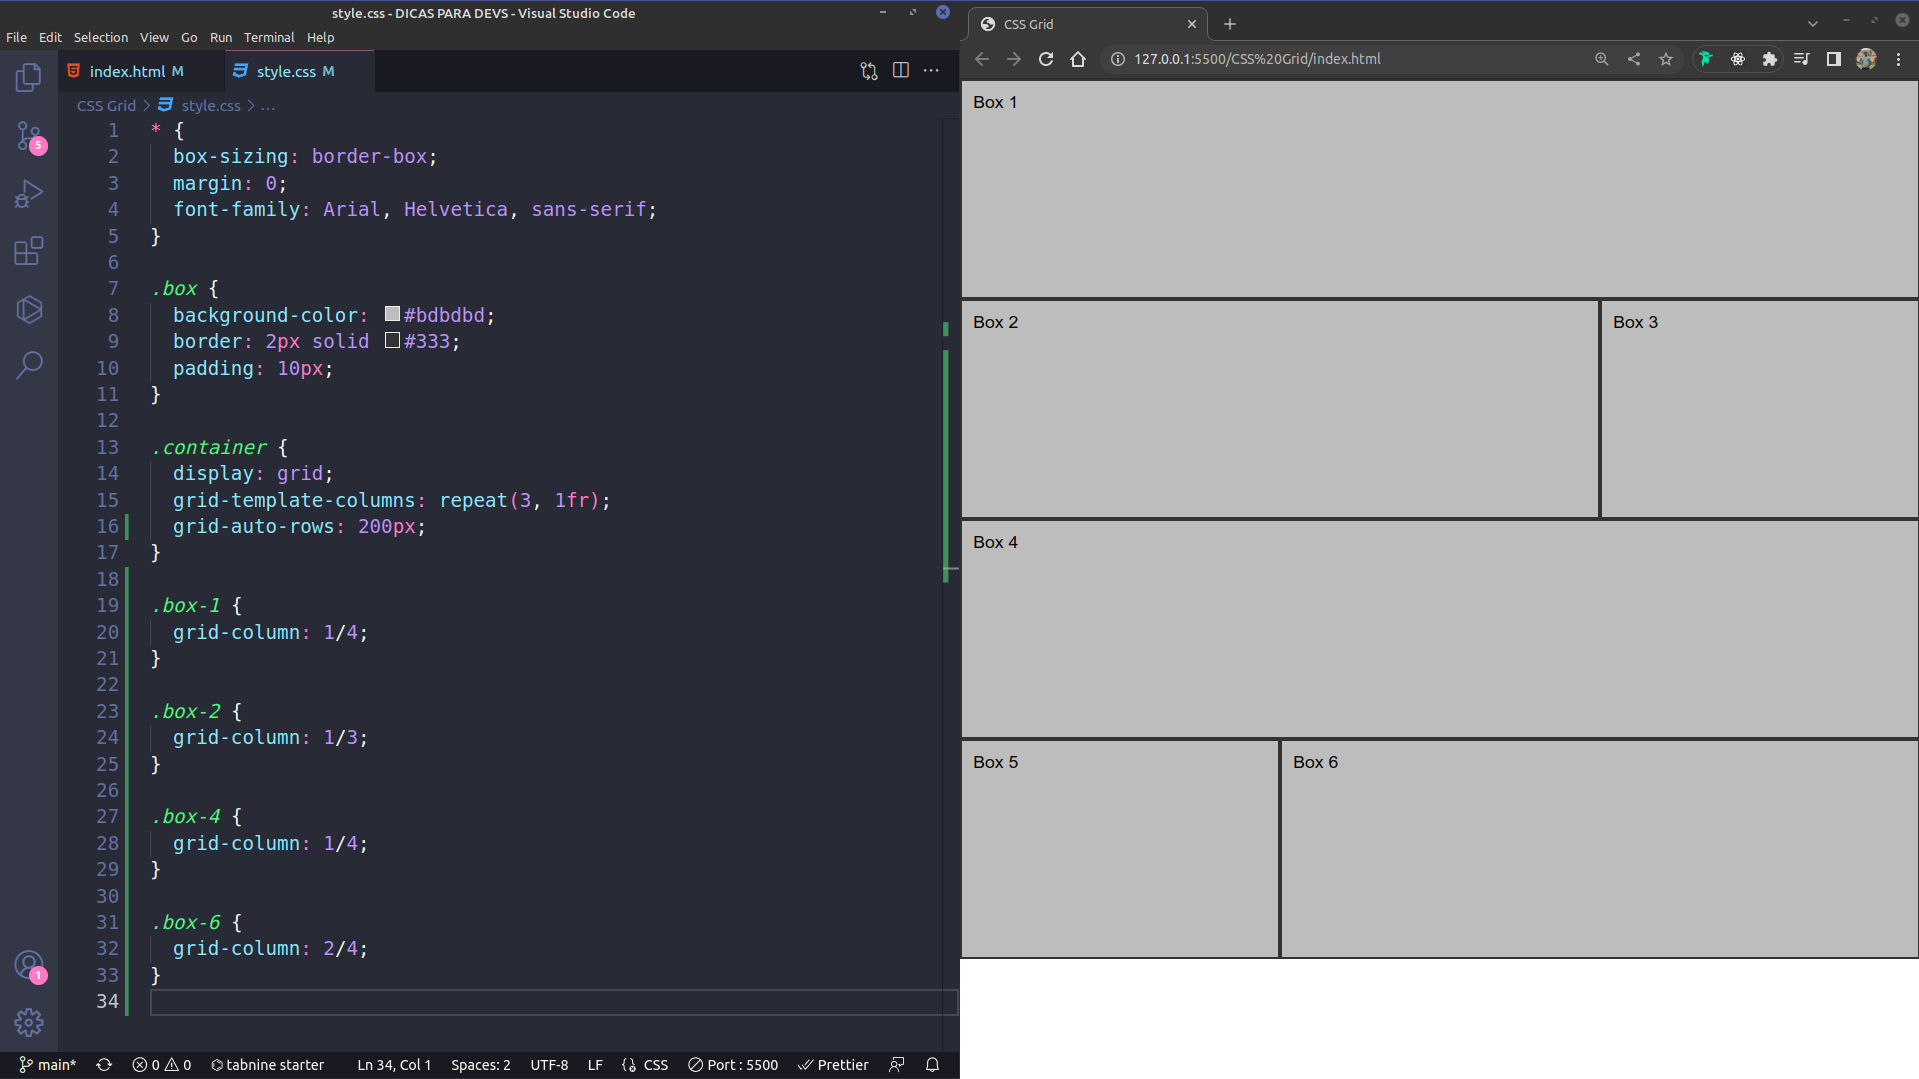 style.css - DICAS PARA DEVS - Visual Studio Code
File Edit Selection View Go Run Terminal Help
index.html M
style.css M
CSS Grid > style.css > ...
1 * {
2 box-sizing: border-box;
3 margin: 0;
4 font-family: Arial, Helvetica, sans-serif;
5 }
6
7 .box {
8 background-color: #bdbdbd;
9 border: 2px solid #333;
10 padding: 10px;
11 }
12
13 .container {
14 display: grid;
15 grid-template-columns: repeat(3, 1fr);
16 grid-auto-rows: 200px;
17 }
18
19 .box-1 {
20 grid-column: 1/4;
21 }
22
23 .box-2 {
24 grid-column: 1/3;
25 }
26
27 .box-4 {
28 grid-column: 1/4;
29 }
30
31 .box-6 {
32 grid-column: 2/4;
33 }
34
5
1
main* 0 0 tabnine starter Ln 34, Col 1 Spaces: 2 UTF-8 LF {} CSS Port : 5500 Prettier
CSS Grid
127.0.0.1:5500/CSS%20Grid/index.html
Box 1
Box 2
Box 3
Box 4
Box 5
Box 6